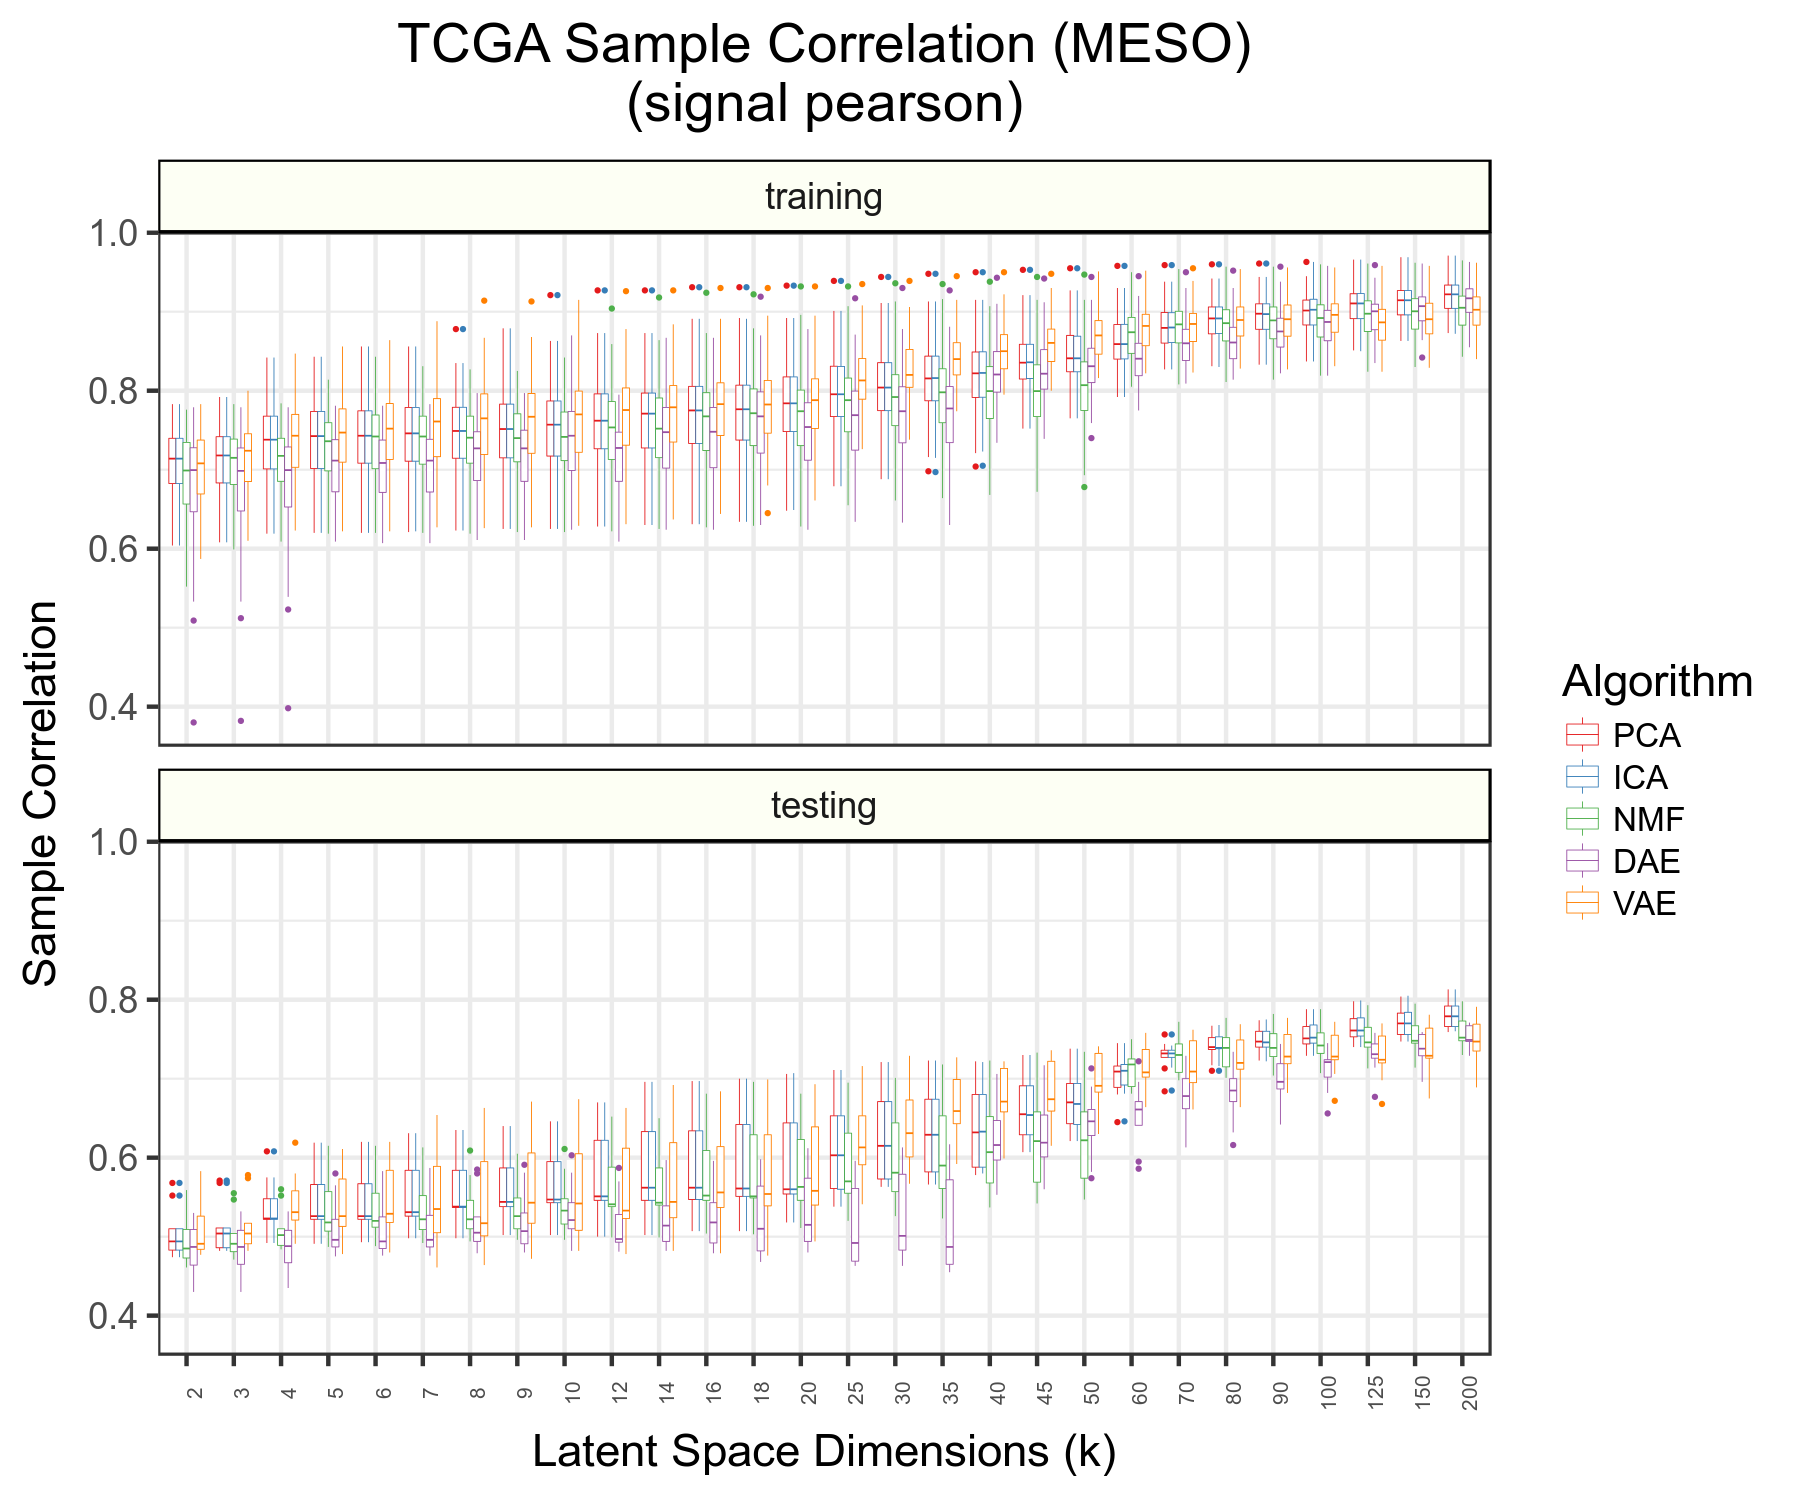 TCGA Sample Correlation (MESO)
(signal pearson)
training
1.0
0.8
0.6
0.4
testing
1.0
0.8
0.6
0.4
Sample Correlation
2 3 4 5 6 7 8 9 10 12 14 16 18 20 25 30 35 40 45 50 60 70 80 90 100 125 150 200
Latent Space Dimensions (k)
Algorithm
PCA
ICA
NMF
DAE
VAE